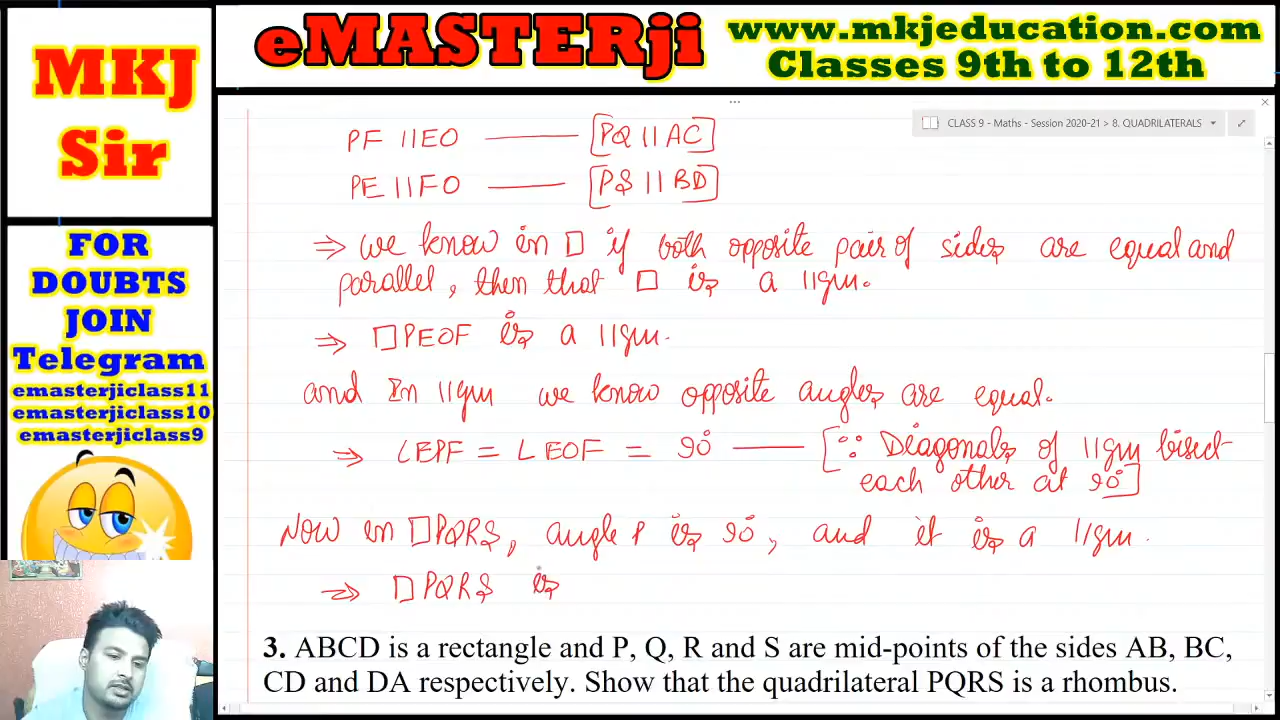 MKJ
Sir
eMASTERji
www.mkjeducation.com
Classes 9th to 12th
FOR
DOUBTS
JOIN
Telegram
emasterjiclass11
emasterjiclass10
emasterjiclass9
CLASS 9 - Maths - Session 2020-21 > 8. QUADRILATERALS
PF || EO —— [PQ || AC]
PE || FO —— [PS || BD]
⇒ we know in □ if both opposite pair of sides are equal and
parallel, then that □ is a ||gm.
⇒ □PEOF is a ||gm.
and In ||gm we know opposite angles are equal.
⇒ ∠EPF = ∠EOF = 90° —— [∵ Diagonals of ||gm bisect
each other at 90°]
Now in □PQRS, angle P is 90°, and it is a ||gm.
⇒ □PQRS is
3. ABCD is a rectangle and P, Q, R and S are mid-points of the sides AB, BC,
CD and DA respectively. Show that the quadrilateral PQRS is a rhombus.